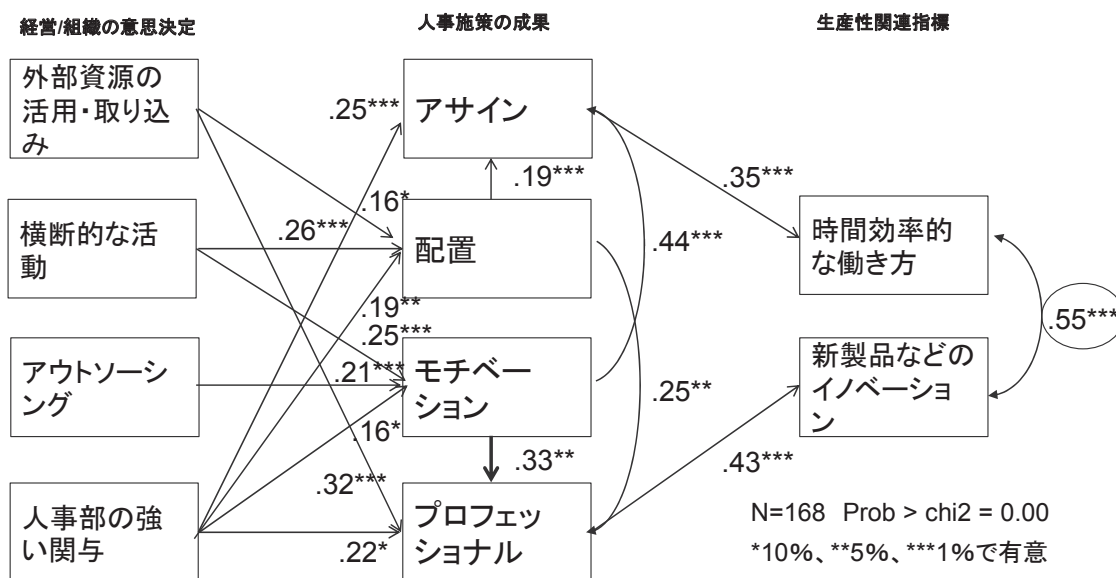 経営/組織の意思決定
人事施策の成果
生産性関連指標
外部資源の
活用・取り込
み
横断的な活
動
アウトソーシ
ング
人事部の強
い関与
.25***
アサイン
.19***
.16*
.26***
配置
.19**
.25***
.21***
モチベー
ション
.16*
.33**
.32***
.22*
プロフェッ
ショナル
.44***
.25**
.35***
.43***
時間効率的
な働き方
新製品などの
イノベーショ
ン
.55***
N=168 Prob > chi2 = 0.00
*10%、**5%、***1%で有意